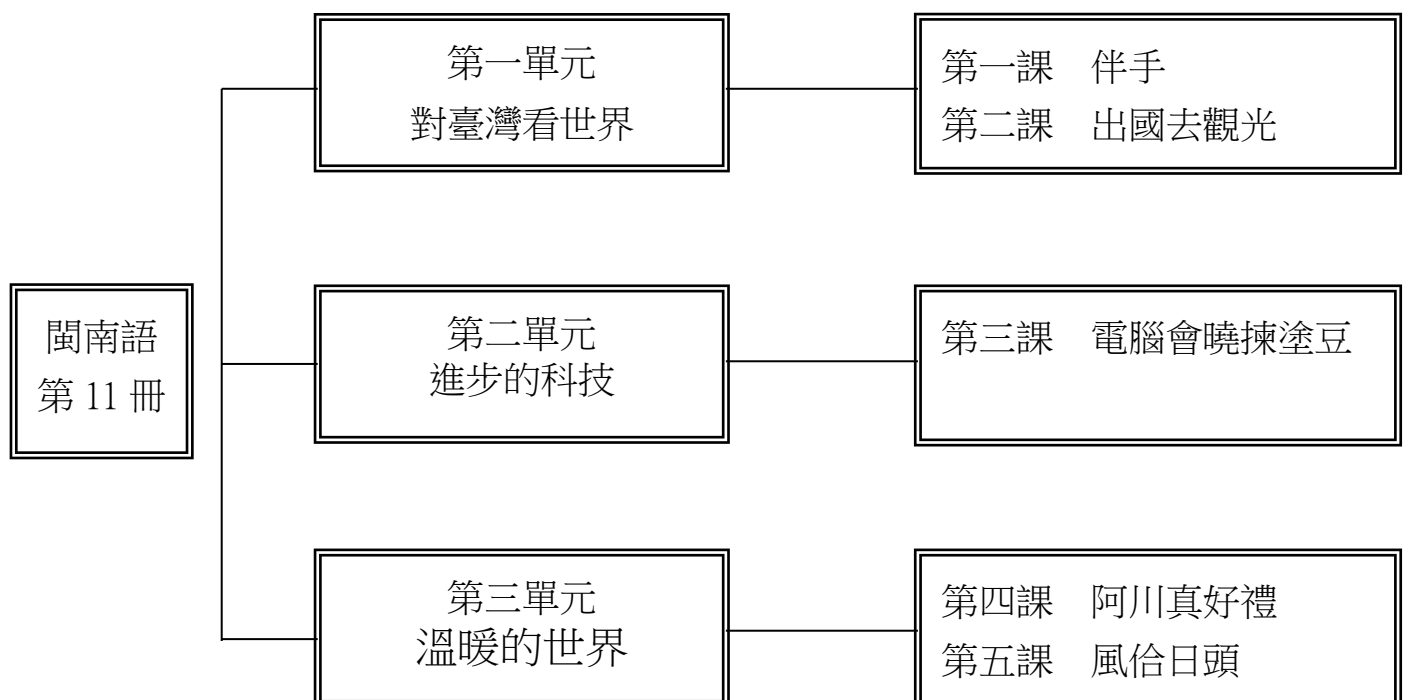 閩南語
第 11 冊
第一單元
對臺灣看世界
第一課　伴手
第二課　出國去觀光
第二單元
進步的科技
第三課　電腦會曉揀塗豆
第三單元
溫暖的世界
第四課　阿川真好禮
第五課　風佮日頭